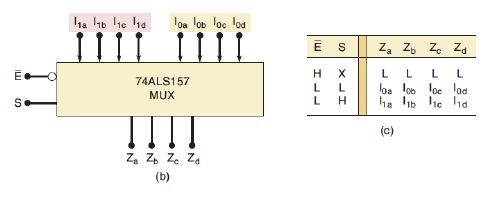 I1a I1b I1c I1d I0a I0b I0c I0d
E̅
S
74ALS157
MUX
Za Zb Zc Zd
(b)
E̅ S Za Zb Zc Zd
H X L L L L
L L I0a I0b I0c I0d
L H I1a I1b I1c I1d
(c)